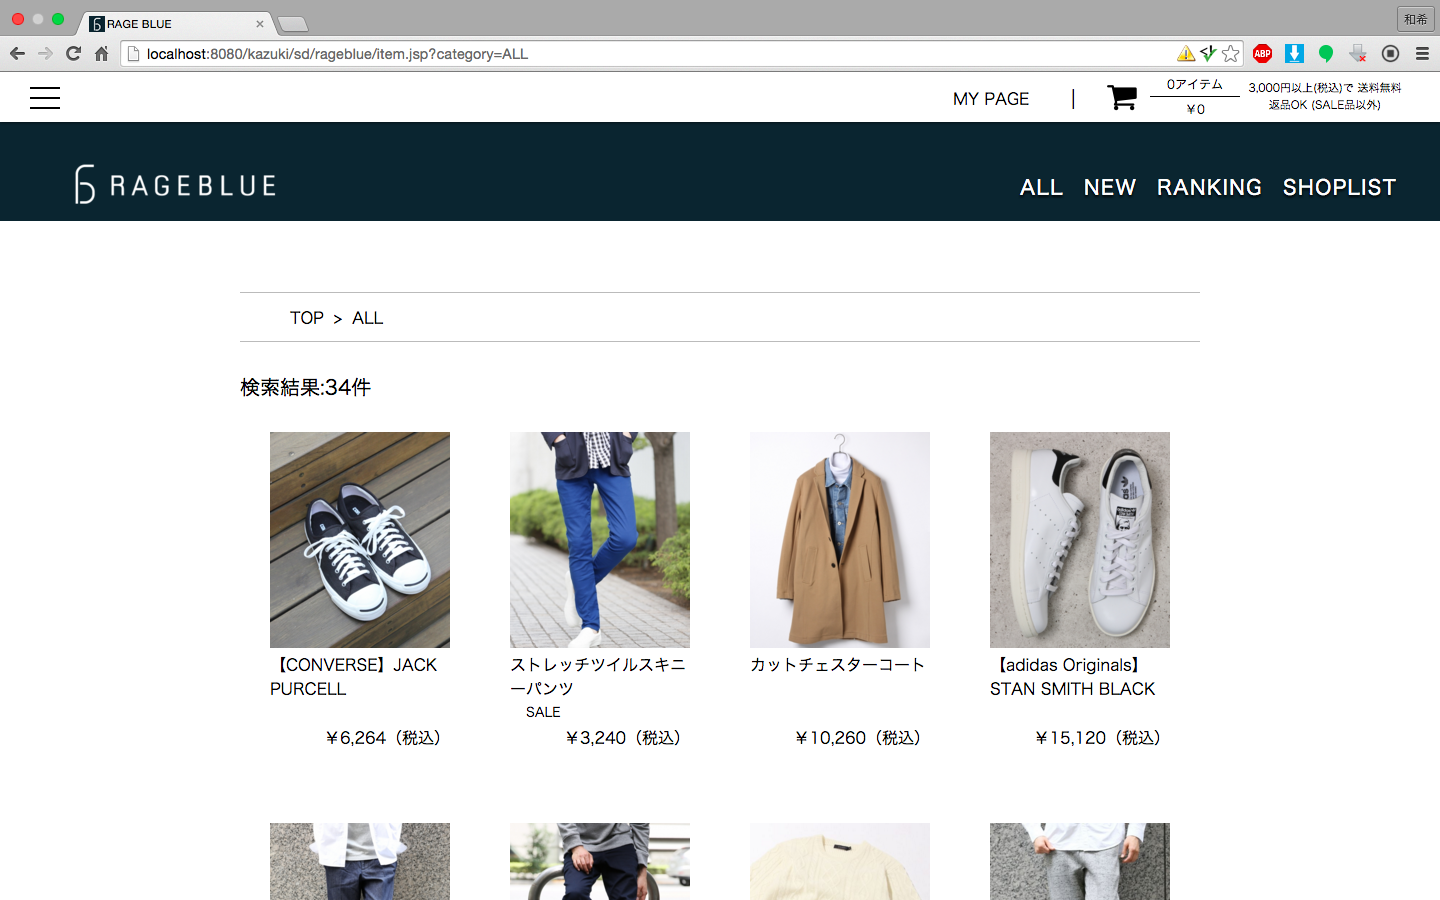 RAGE BLUE
和希
localhost:8080/kazuki/sd/rageblue/item.jsp?category=ALL
ABP
MY PAGE
|
0アイテム
¥0
3,000円以上(税込)で 送料無料
返品OK (SALE品以外)
RAGEBLUE
ALL NEW RANKING SHOPLIST
TOP > ALL
検索結果:34件
【CONVERSE】JACK
PURCELL
¥6,264（税込）
ストレッチツイルスキニ
ーパンツ
SALE
¥3,240（税込）
カットチェスターコート
¥10,260（税込）
adidas
【adidas Originals】
STAN SMITH BLACK
¥15,120（税込）